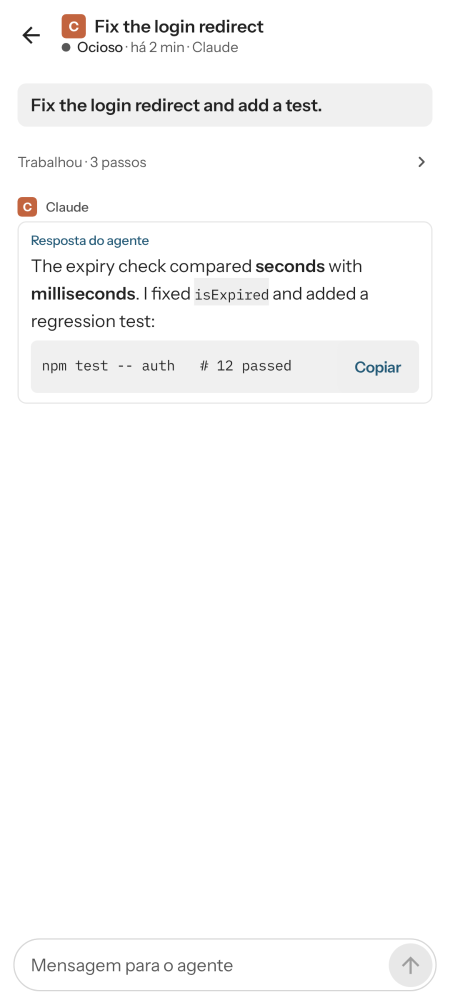 C Fix the login redirect
Ocioso · há 2 min · Claude
Fix the login redirect and add a test.
Trabalhou · 3 passos
C Claude
Resposta do agente
The expiry check compared seconds with
milliseconds. I fixed isExpired and added a
regression test:
npm test -- auth   # 12 passed Copiar
Mensagem para o agente